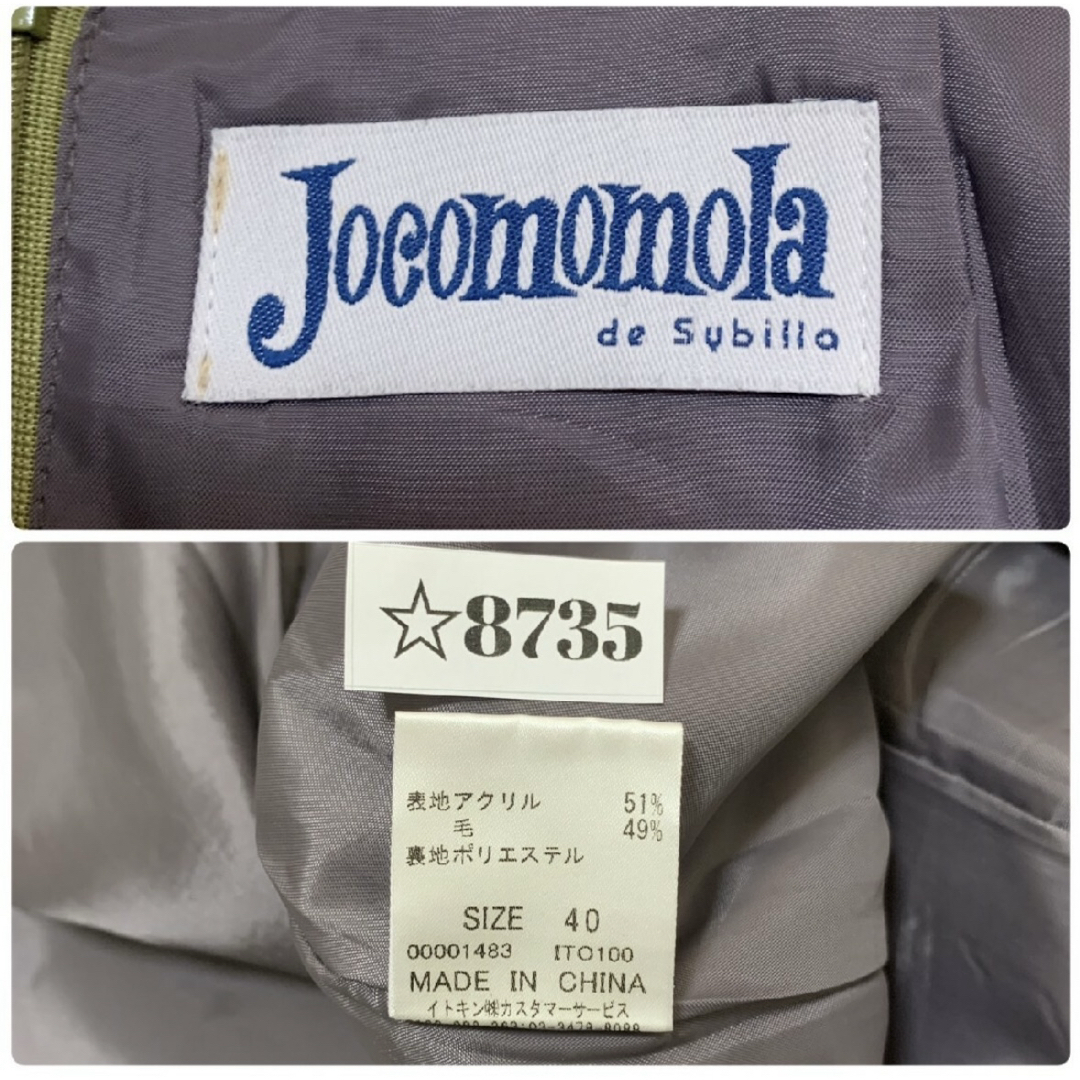 Jocomomola
de Sybilla
☆8735
表地アクリル 51%
毛 49%
裏地ポリエステル
SIZE 40
00001483 ITO100
MADE IN CHINA
イトキン㈱カスタマーサービス